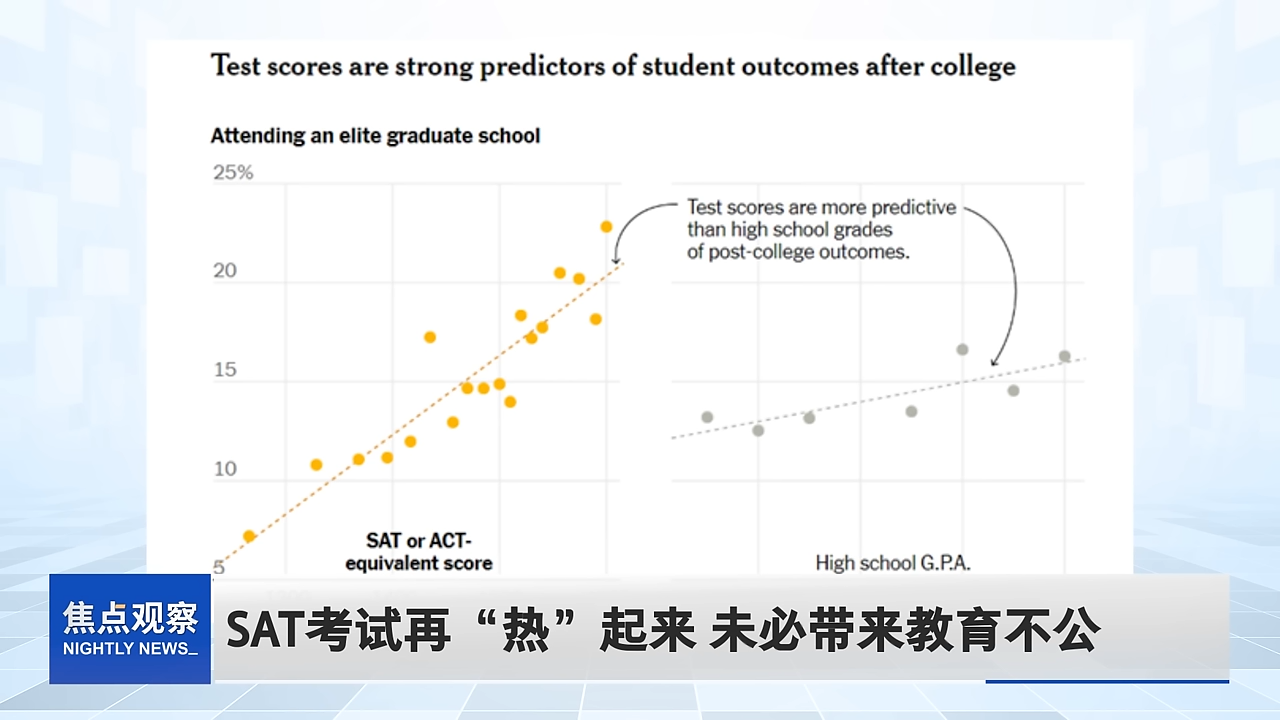 Test scores are strong predictors of student outcomes after college
Attending an elite graduate school
25%
20
15
10
5
Test scores are more predictive
than high school grades
of post-college outcomes.
SAT or ACT-
equivalent score
High school G.P.A.
焦点观察
NIGHTLY NEWS_
SAT考试再“热”起来 未必带来教育不公